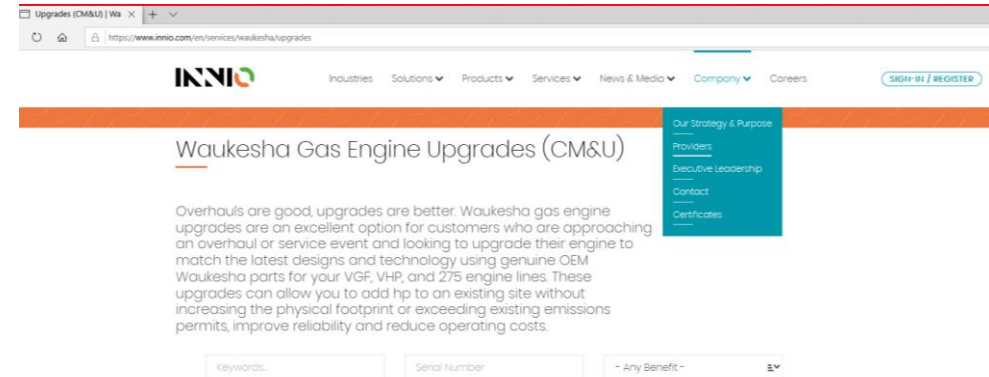 Upgrades (CM&U) | Wa
https://www.innio.com/en/services/waukesha/upgrades
INNIO
Industries Solutions Products Services News & Media Company Careers
SIGN-IN / REGISTER
Our Strategy & Purpose
Providers
Executive Leadership
Contact
Certificates
Waukesha Gas Engine Upgrades (CM&U)
Overhauls are good, upgrades are better. Waukesha gas engine
upgrades are an excellent option for customers who are approaching
an overhaul or service event and looking to upgrade their engine to
match the latest designs and technology using genuine OEM
Waukesha parts for your VGF, VHP, and 275 engine lines. These
upgrades can allow you to add hp to an existing site without
increasing the physical footprint or exceeding existing emissions
permits, improve reliability and reduce operating costs.
Keywords... Serial Number - Any Benefit -